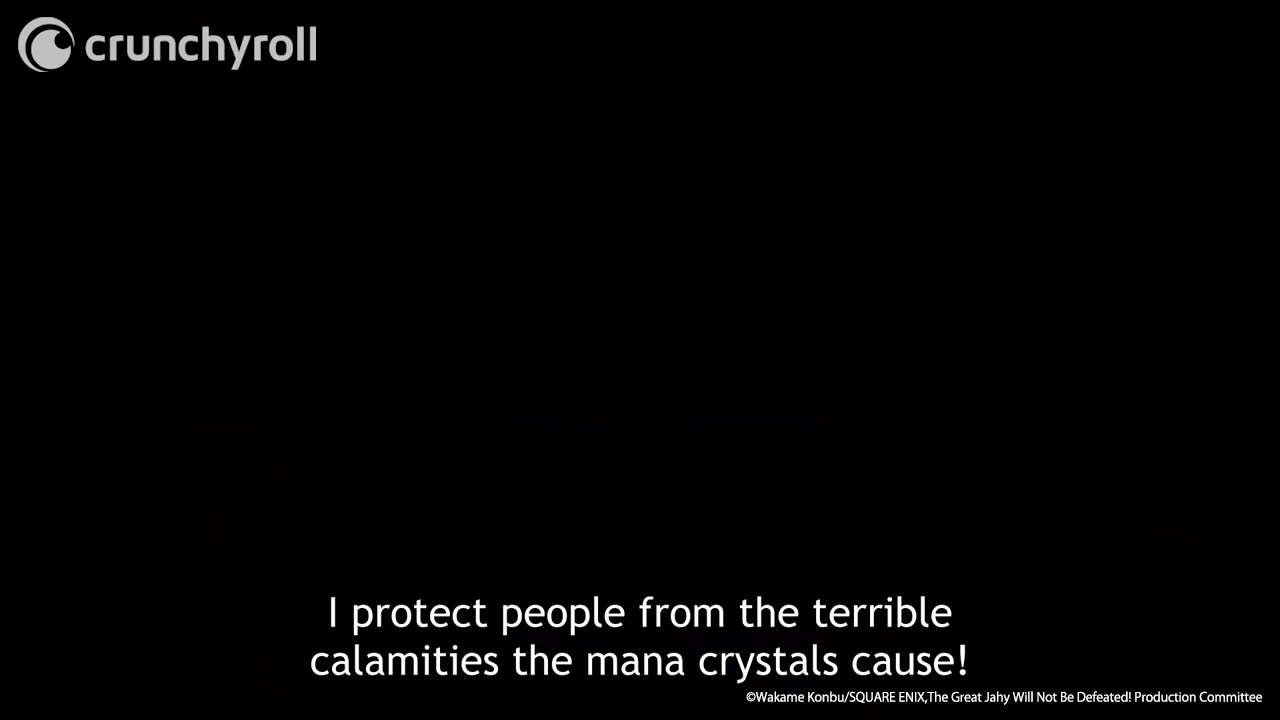 crunchyroll
I protect people from the terrible
calamities the mana crystals cause!
©Wakame Konbu/SQUARE ENIX,The Great Jahy Will Not Be Defeated! Production Committee